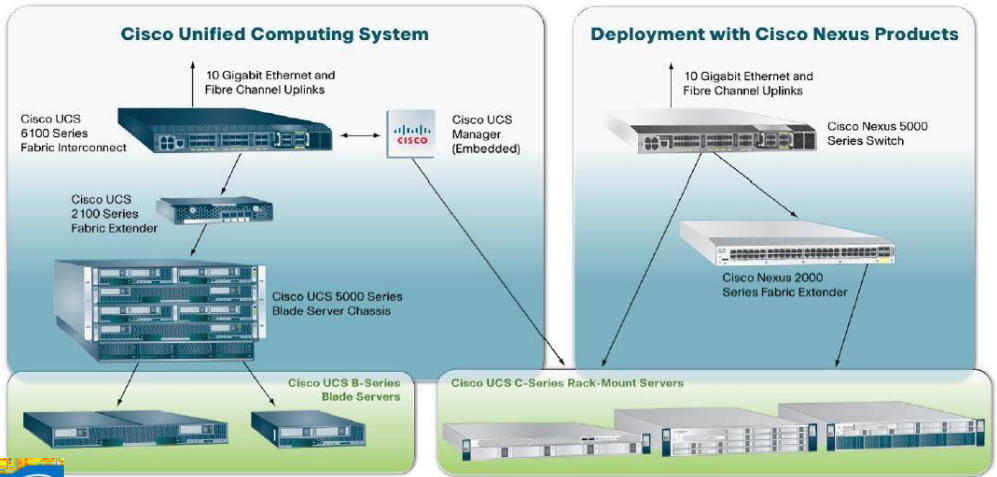 Cisco Unified Computing System
10 Gigabit Ethernet and
Fibre Channel Uplinks
Cisco UCS
6100 Series
Fabric Interconnect
CISCO
Cisco UCS
Manager
(Embedded)
Cisco UCS
2100 Series
Fabric Extender
Cisco UCS 5000 Series
Blade Server Chassis
Deployment with Cisco Nexus Products
10 Gigabit Ethernet and
Fibre Channel Uplinks
Cisco Nexus 5000
Series Switch
Cisco Nexus 2000
Series Fabric Extender
Cisco UCS B-Series
Blade Servers
Cisco UCS C-Series Rack-Mount Servers